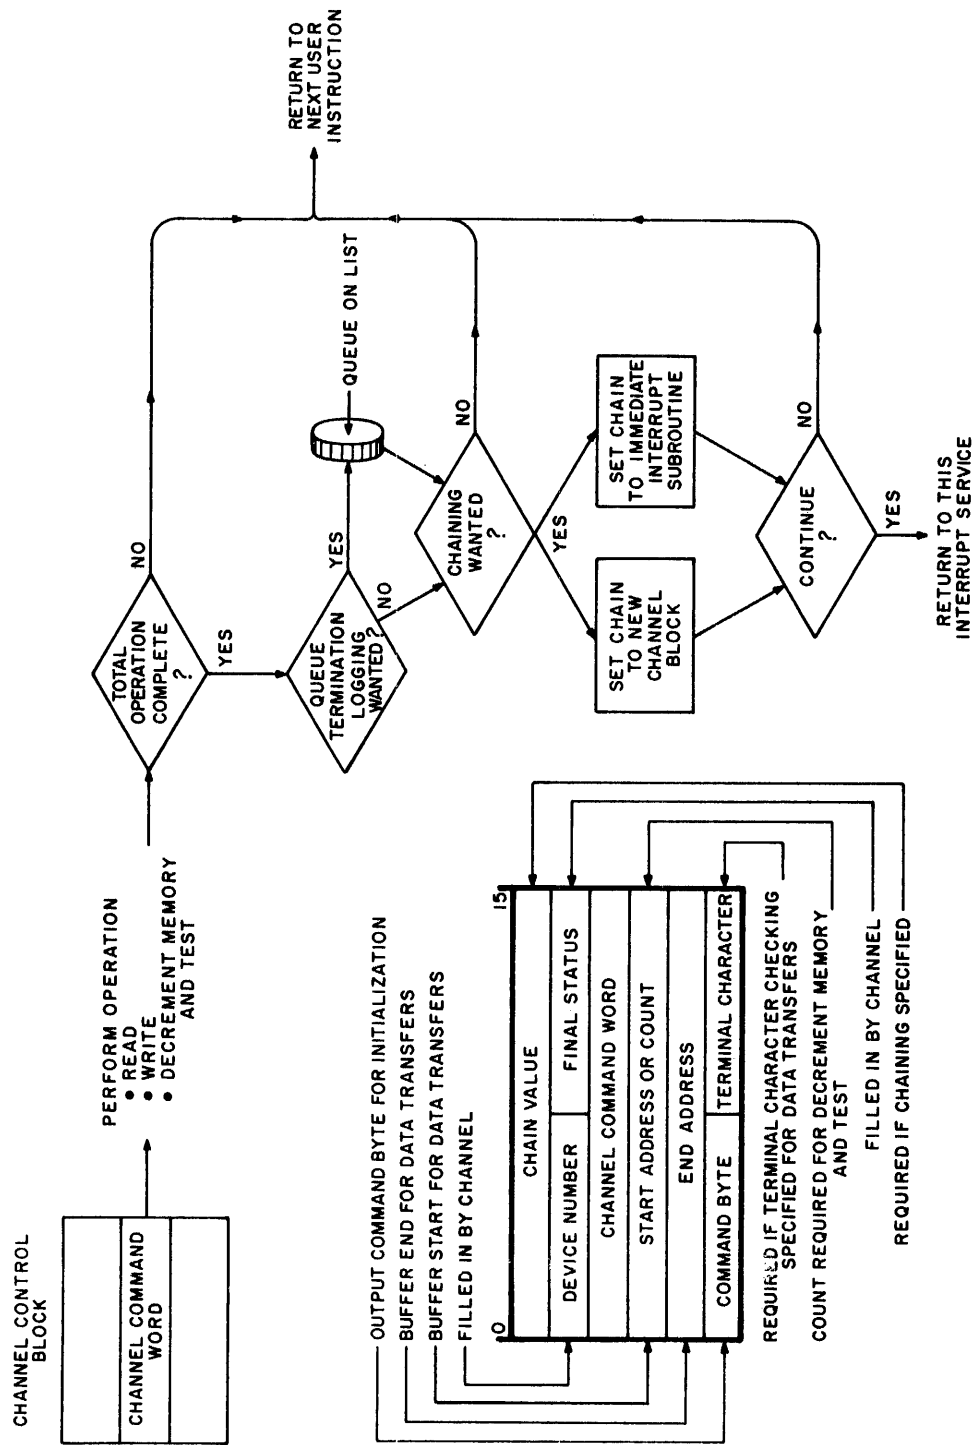 CHANNEL CONTROL
BLOCK
CHANNEL COMMAND
WORD
PERFORM OPERATION
• READ
• WRITE
• DECREMENT MEMORY
AND TEST
TOTAL
OPERATION
COMPLETE
?
NO
YES
QUEUE
TERMINATION
LOGGING
WANTED?
YES
NO
QUEUE ON LIST
CHAINING
WANTED
?
NO
YES
SET CHAIN
TO NEW
CHANNEL
BLOCK
SET CHAIN
TO IMMEDIATE
INTERRUPT
SUBROUTINE
CONTINUE
?
NO
YES
RETURN TO THIS
INTERRUPT SERVICE
RETURN TO
NEXT USER
INSTRUCTION
OUTPUT COMMAND BYTE FOR INITIALIZATION
BUFFER END FOR DATA TRANSFERS
BUFFER START FOR DATA TRANSFERS
FILLED IN BY CHANNEL
0
15
CHAIN VALUE
DEVICE NUMBER
FINAL STATUS
CHANNEL COMMAND WORD
START ADDRESS OR COUNT
END ADDRESS
COMMAND BYTE
TERMINAL CHARACTER
REQUIRED IF TERMINAL CHARACTER CHECKING
SPECIFIED FOR DATA TRANSFERS
COUNT REQUIRED FOR DECREMENT MEMORY
AND TEST
FILLED IN BY CHANNEL
REQUIRED IF CHAINING SPECIFIED